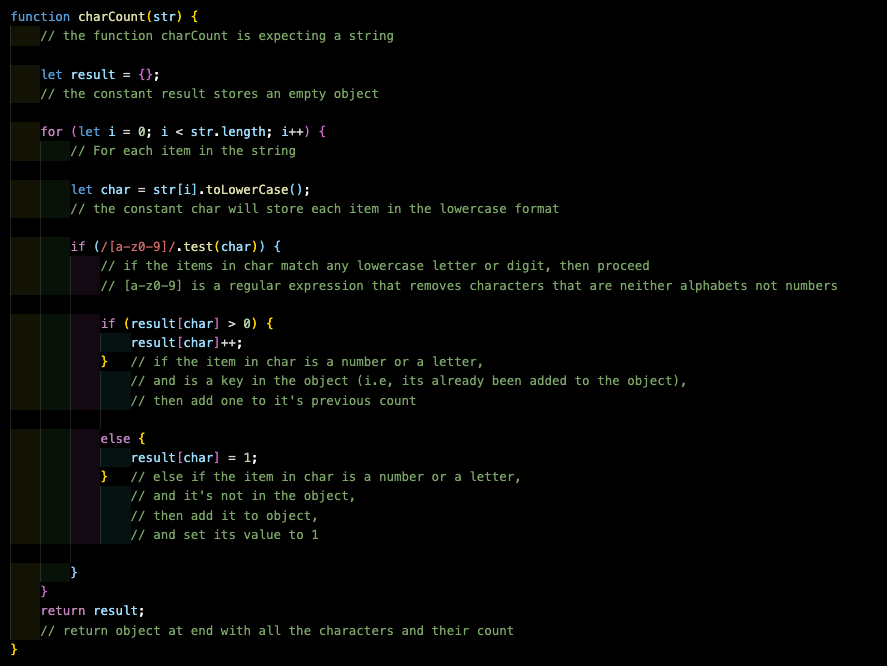 function charCount(str) {
    // the function charCount is expecting a string
    let result = {};
    // the constant result stores an empty object
    for (let i = 0; i < str.length; i++) {
        // For each item in the string
        let char = str[i].toLowerCase();
        // the constant char will store each item in the lowercase format
        if (/[a-z0-9]/.test(char)) {
            // if the items in char match any lowercase letter or digit, then proceed
            // [a-z0-9] is a regular expression that removes characters that are neither alphabets not numbers
            if (result[char] > 0) {
                result[char]++;
            }   // if the item in char is a number or a letter,
                // and is a key in the object (i.e, its already been added to the object),
                // then add one to it's previous count
            else {
                result[char] = 1;
            }   // else if the item in char is a number or a letter,
                // and it's not in the object,
                // then add it to object,
                // and set its value to 1
        }
    }
    return result;
    // return object at end with all the characters and their count
}